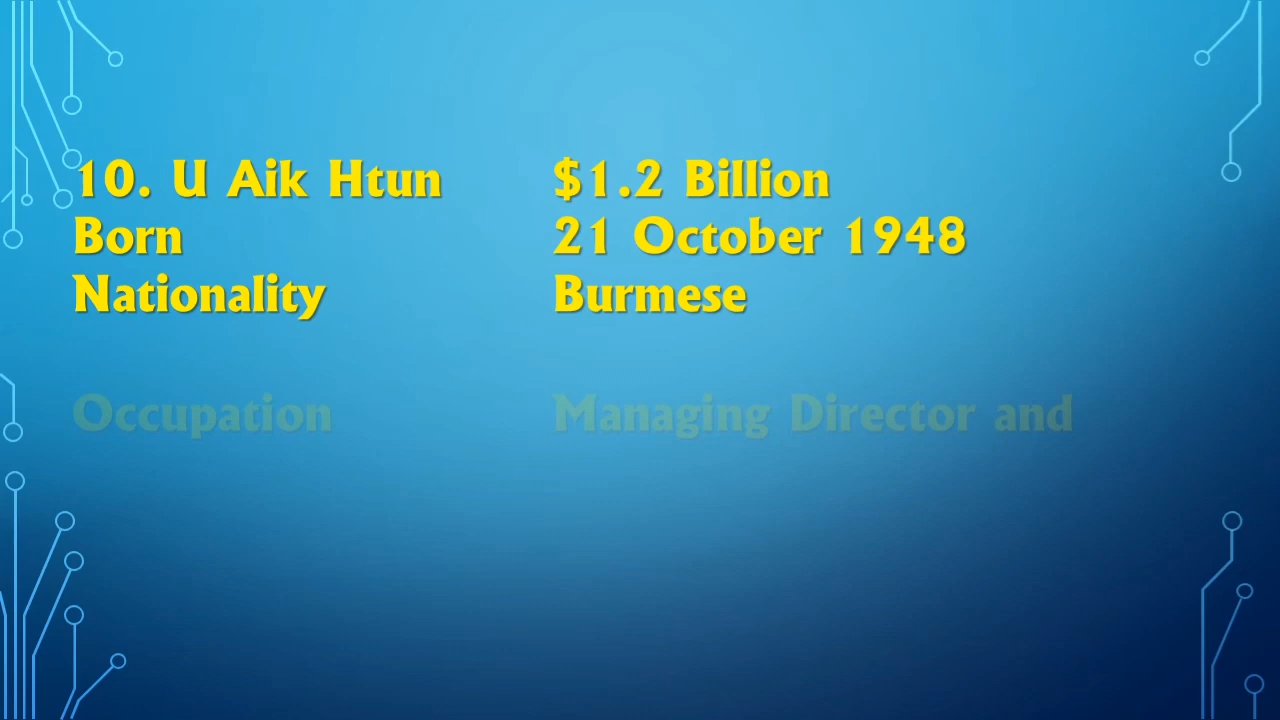 10. U Aik Htun $1.2 Billion
Born 21 October 1948
Nationality Burmese
Occupation Managing Director and